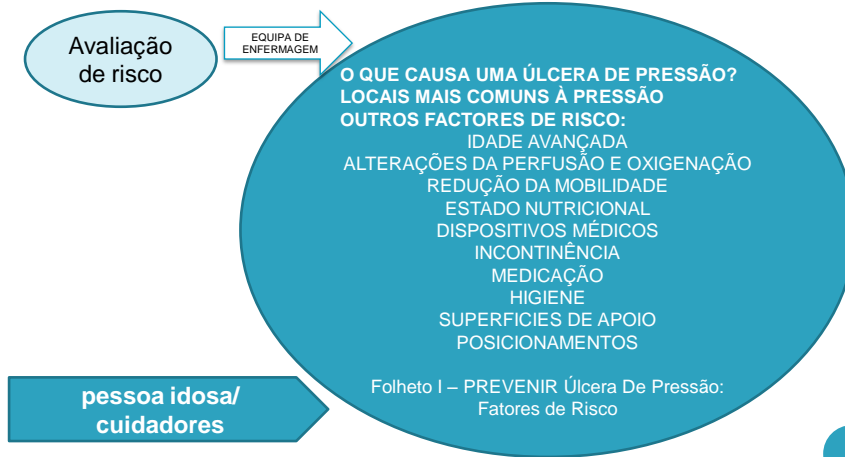 Avaliação
de risco
EQUIPA DE
ENFERMAGEM
O QUE CAUSA UMA ÚLCERA DE PRESSÃO?
LOCAIS MAIS COMUNS À PRESSÃO
OUTROS FACTORES DE RISCO:
IDADE AVANÇADA
ALTERAÇÕES DA PERFUSÃO E OXIGENAÇÃO
REDUÇÃO DA MOBILIDADE
ESTADO NUTRICIONAL
DISPOSITIVOS MÉDICOS
INCONTINÊNCIA
MEDICAÇÃO
HIGIENE
SUPERFICIES DE APOIO
POSICIONAMENTOS
Folheto I – PREVENIR Úlcera De Pressão:
Fatores de Risco
pessoa idosa/
cuidadores